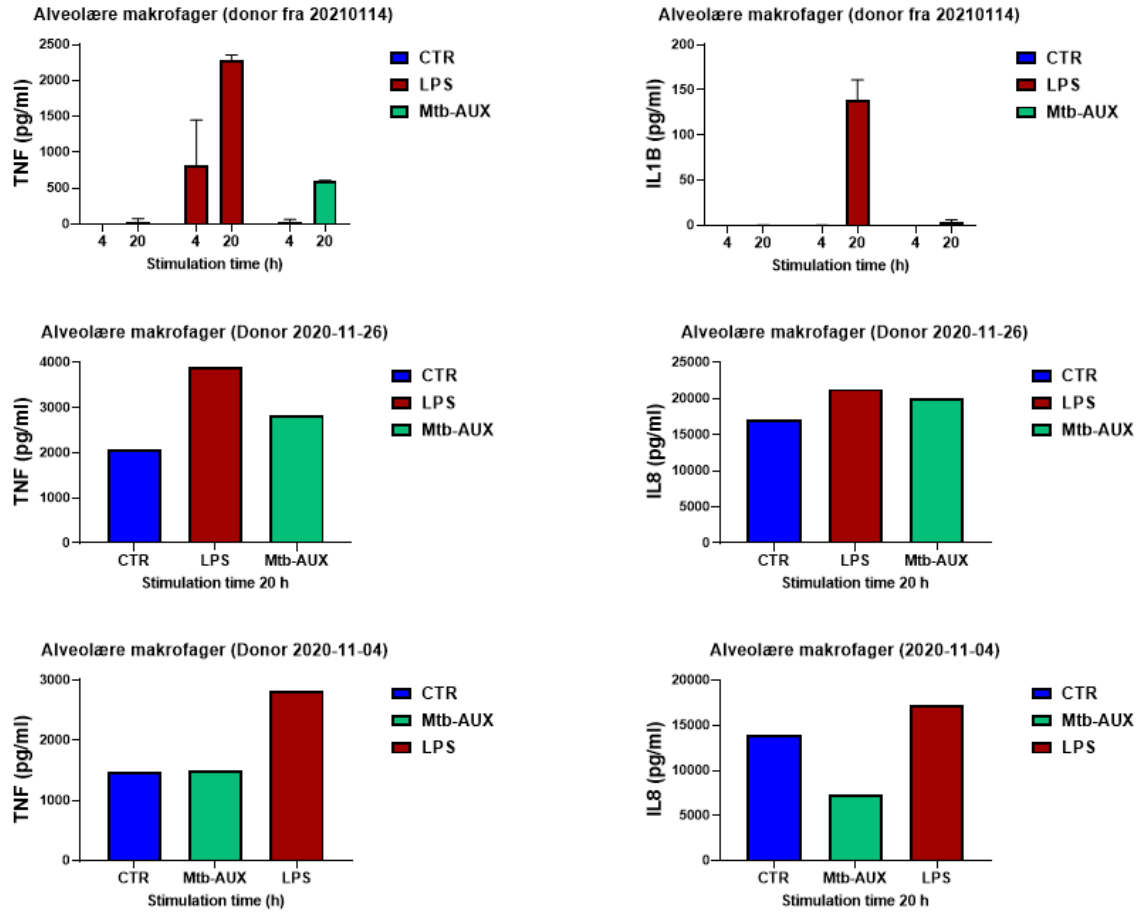 Alveolære makrofager (donor fra 20210114)
TNF (pg/ml)
2500
2000
1500
1000
500
0
4 20 4 20 4 20
Stimulation time (h)
CTR
LPS
Mtb-AUX
Alveolære makrofager (donor fra 20210114)
IL1B (pg/ml)
200
150
100
50
0
4 20 4 20 4 20
Stimulation time (h)
CTR
LPS
Mtb-AUX
Alveolære makrofager (Donor 2020-11-26)
TNF (pg/ml)
4000
3000
2000
1000
0
CTR LPS Mtb-AUX
Stimulation time 20 h
CTR
LPS
Mtb-AUX
Alveolære makrofager (Donor 2020-11-26)
IL8 (pg/ml)
25000
20000
15000
10000
5000
0
CTR LPS Mtb-AUX
Stimulation time 20 h
CTR
LPS
Mtb-AUX
Alveolære makrofager (Donor 2020-11-04)
TNF (pg/ml)
3000
2000
1000
0
CTR Mtb-AUX LPS
Stimulation time (h)
CTR
Mtb-AUX
LPS
Alveolære makrofager (2020-11-04)
IL8 (pg/ml)
20000
15000
10000
5000
0
CTR Mtb-AUX LPS
Stimulation time 20 h
CTR
Mtb-AUX
LPS